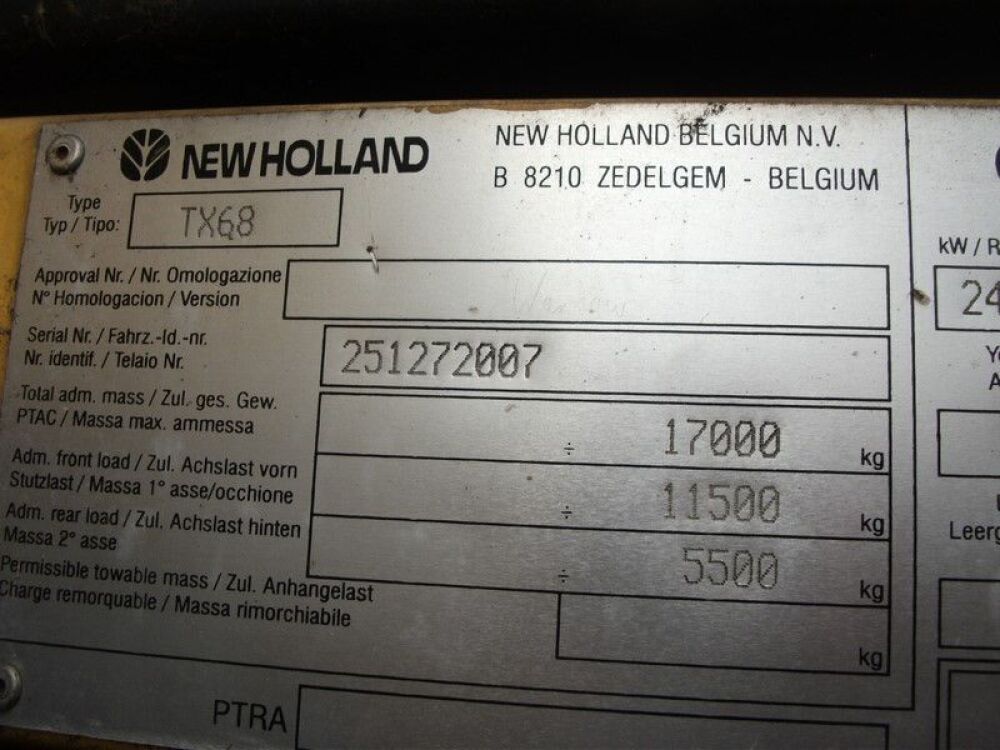 NEW HOLLAND
NEW HOLLAND BELGIUM N.V.
B 8210 ZEDELGEM - BELGIUM
Type
Typ / Tipo:
TX68
Approval Nr. / Nr. Omologazione
N° Homologacion / Version
Serial Nr. / Fahrz.-Id.-nr.
Nr. identif. / Telaio Nr.
251272007
Total adm. mass / Zul. ges. Gew.
PTAC / Massa max. ammessa
÷ 17000 kg
Adm. front load / Zul. Achslast vorn
Stutzlast / Massa 1° asse/occhione
÷ 11500 kg
Adm. rear load / Zul. Achslast hinten
Massa 2° asse
÷ 5500 kg
Permissible towable mass / Zul. Anhangelast
Charge remorquable / Massa rimorchiabile
kg
PTRA
kW / R
24
Leerg